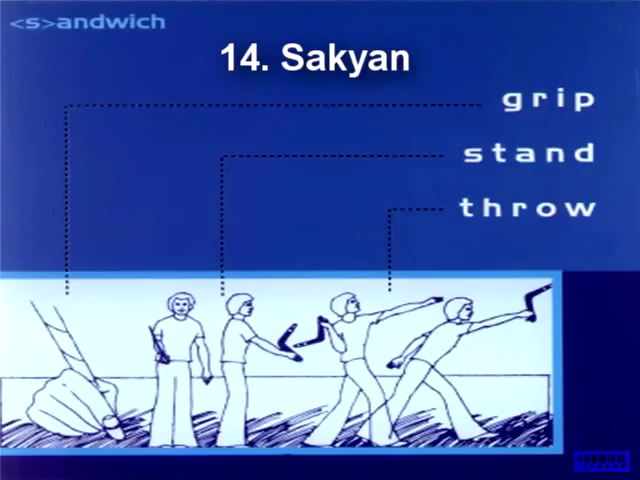 <s>andwich
14. Sakyan
grip
stand
throw